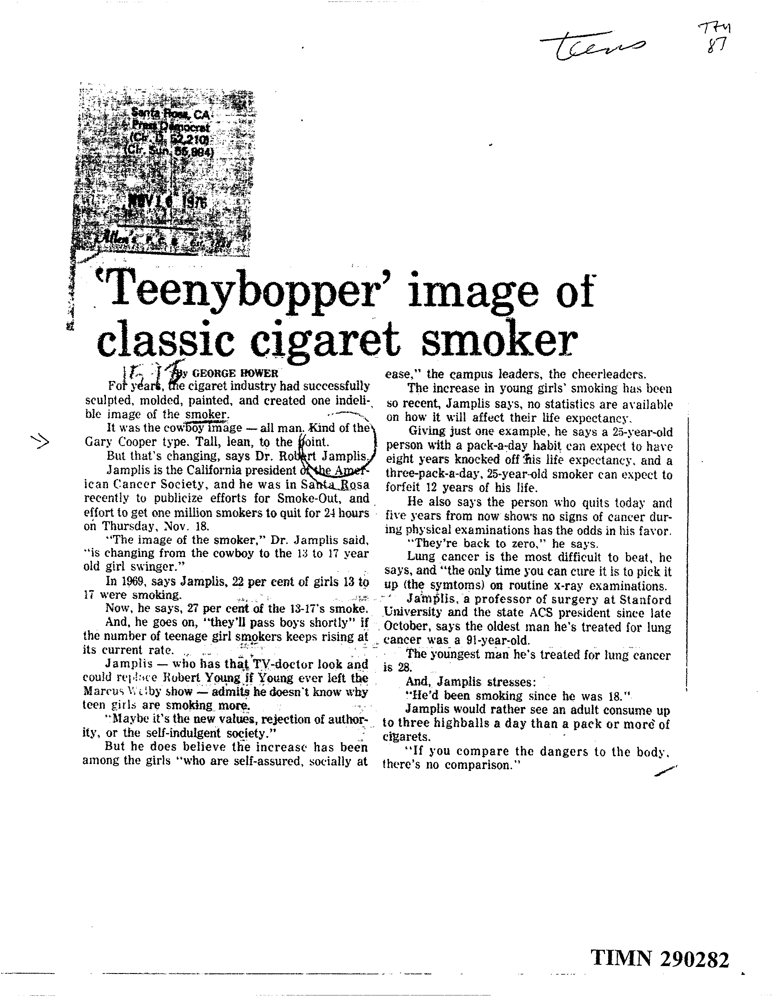 teens
TTY
87
Santa Rosa, CA
Press Democrat
(Cir. D. 52,210)
(Cir. Sun. 55,994)
NOV 16 1976
Allen's P.C.B. Est. 1888
'Teenybopper' image of
classic cigaret smoker
By GEORGE HOWER
For years, the cigaret industry had successfully
sculpted, molded, painted, and created one indeli-
ble image of the smoker.
It was the cowboy image — all man. Kind of the
Gary Cooper type. Tall, lean, to the point.
But that's changing, says Dr. Robert Jamplis.
Jamplis is the California president of the Amer-
ican Cancer Society, and he was in Santa Rosa
recently to publicize efforts for Smoke-Out, and
effort to get one million smokers to quit for 24 hours
on Thursday, Nov. 18.
"The image of the smoker," Dr. Jamplis said,
"is changing from the cowboy to the 13 to 17 year
old girl swinger."
In 1969, says Jamplis, 22 per cent of girls 13 to
17 were smoking.
Now, he says, 27 per cent of the 13-17's smoke.
And, he goes on, "they'll pass boys shortly" if
the number of teenage girl smokers keeps rising at
its current rate.
Jamplis — who has that TV-doctor look and
could replace Robert Young if Young ever left the
Marcus Welby show — admits he doesn't know why
teen girls are smoking more.
"Maybe it's the new values, rejection of author-
ity, or the self-indulgent society."
But he does believe the increase has been
among the girls "who are self-assured, socially at
ease," the campus leaders, the cheerleaders.
The increase in young girls' smoking has been
so recent, Jamplis says, no statistics are available
on how it will affect their life expectancy.
Giving just one example, he says a 25-year-old
person with a pack-a-day habit can expect to have
eight years knocked off his life expectancy, and a
three-pack-a-day, 25-year-old smoker can expect to
forfeit 12 years of his life.
He also says the person who quits today and
five years from now shows no signs of cancer dur-
ing physical examinations has the odds in his favor.
"They're back to zero," he says.
Lung cancer is the most difficult to beat, he
says, and "the only time you can cure it is to pick it
up (the symtoms) on routine x-ray examinations.
Jamplis, a professor of surgery at Stanford
University and the state ACS president since late
October, says the oldest man he's treated for lung
cancer was a 91-year-old.
The youngest man he's treated for lung cancer
is 28.
And, Jamplis stresses:
"He'd been smoking since he was 18."
Jamplis would rather see an adult consume up
to three highballs a day than a pack or more of
cigarets.
"If you compare the dangers to the body,
there's no comparison."
TIMN 290282